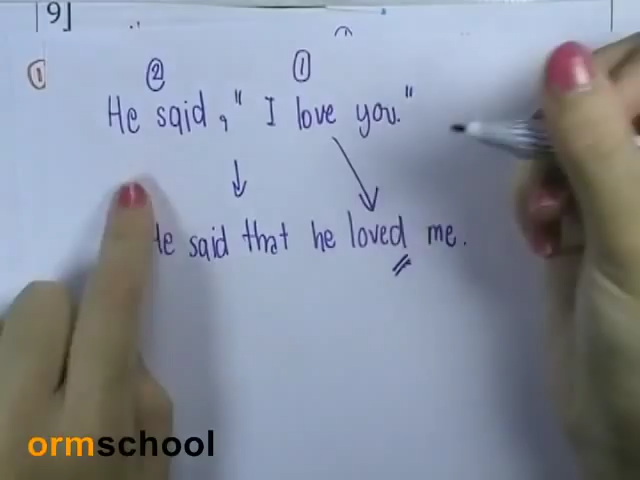 9]
① ② ①
He said, " I love you."
He said that he loved me.
ormschool